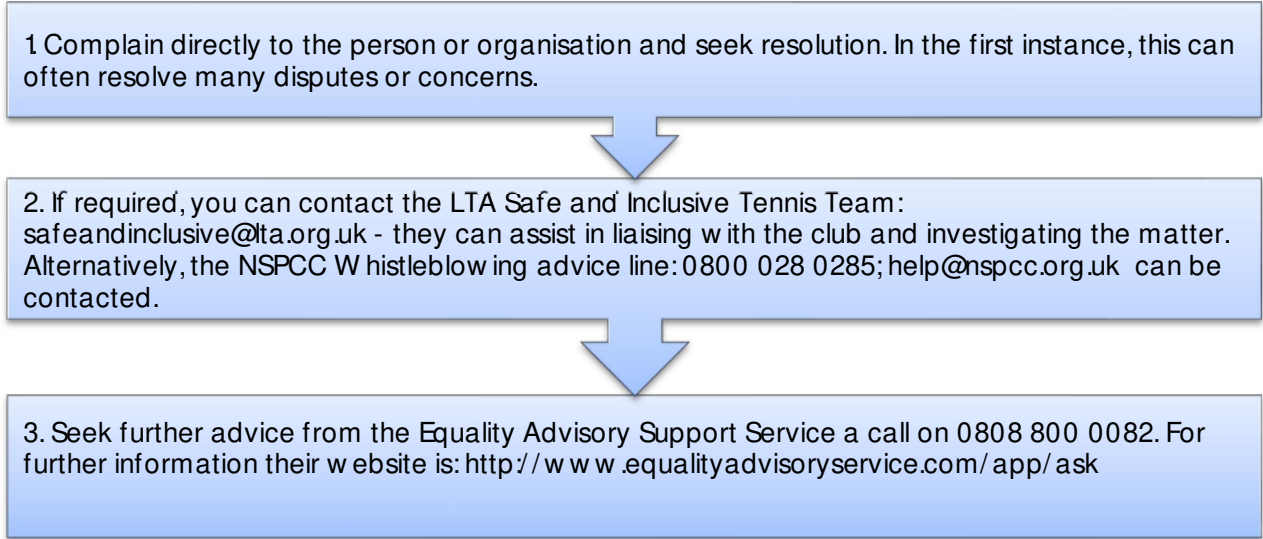 1. Complain directly to the person or organisation and seek resolution. In the first instance, this can
often resolve many disputes or concerns.
2. If required, you can contact the LTA Safe and Inclusive Tennis Team:
safeandinclusive@lta.org.uk - they can assist in liaising with the club and investigating the matter.
Alternatively, the NSPCC Whistleblowing advice line: 0800 028 0285; help@nspcc.org.uk can be
contacted.
3. Seek further advice from the Equality Advisory Support Service a call on 0808 800 0082. For
further information their website is: http://www.equalityadvisoryservice.com/app/ask